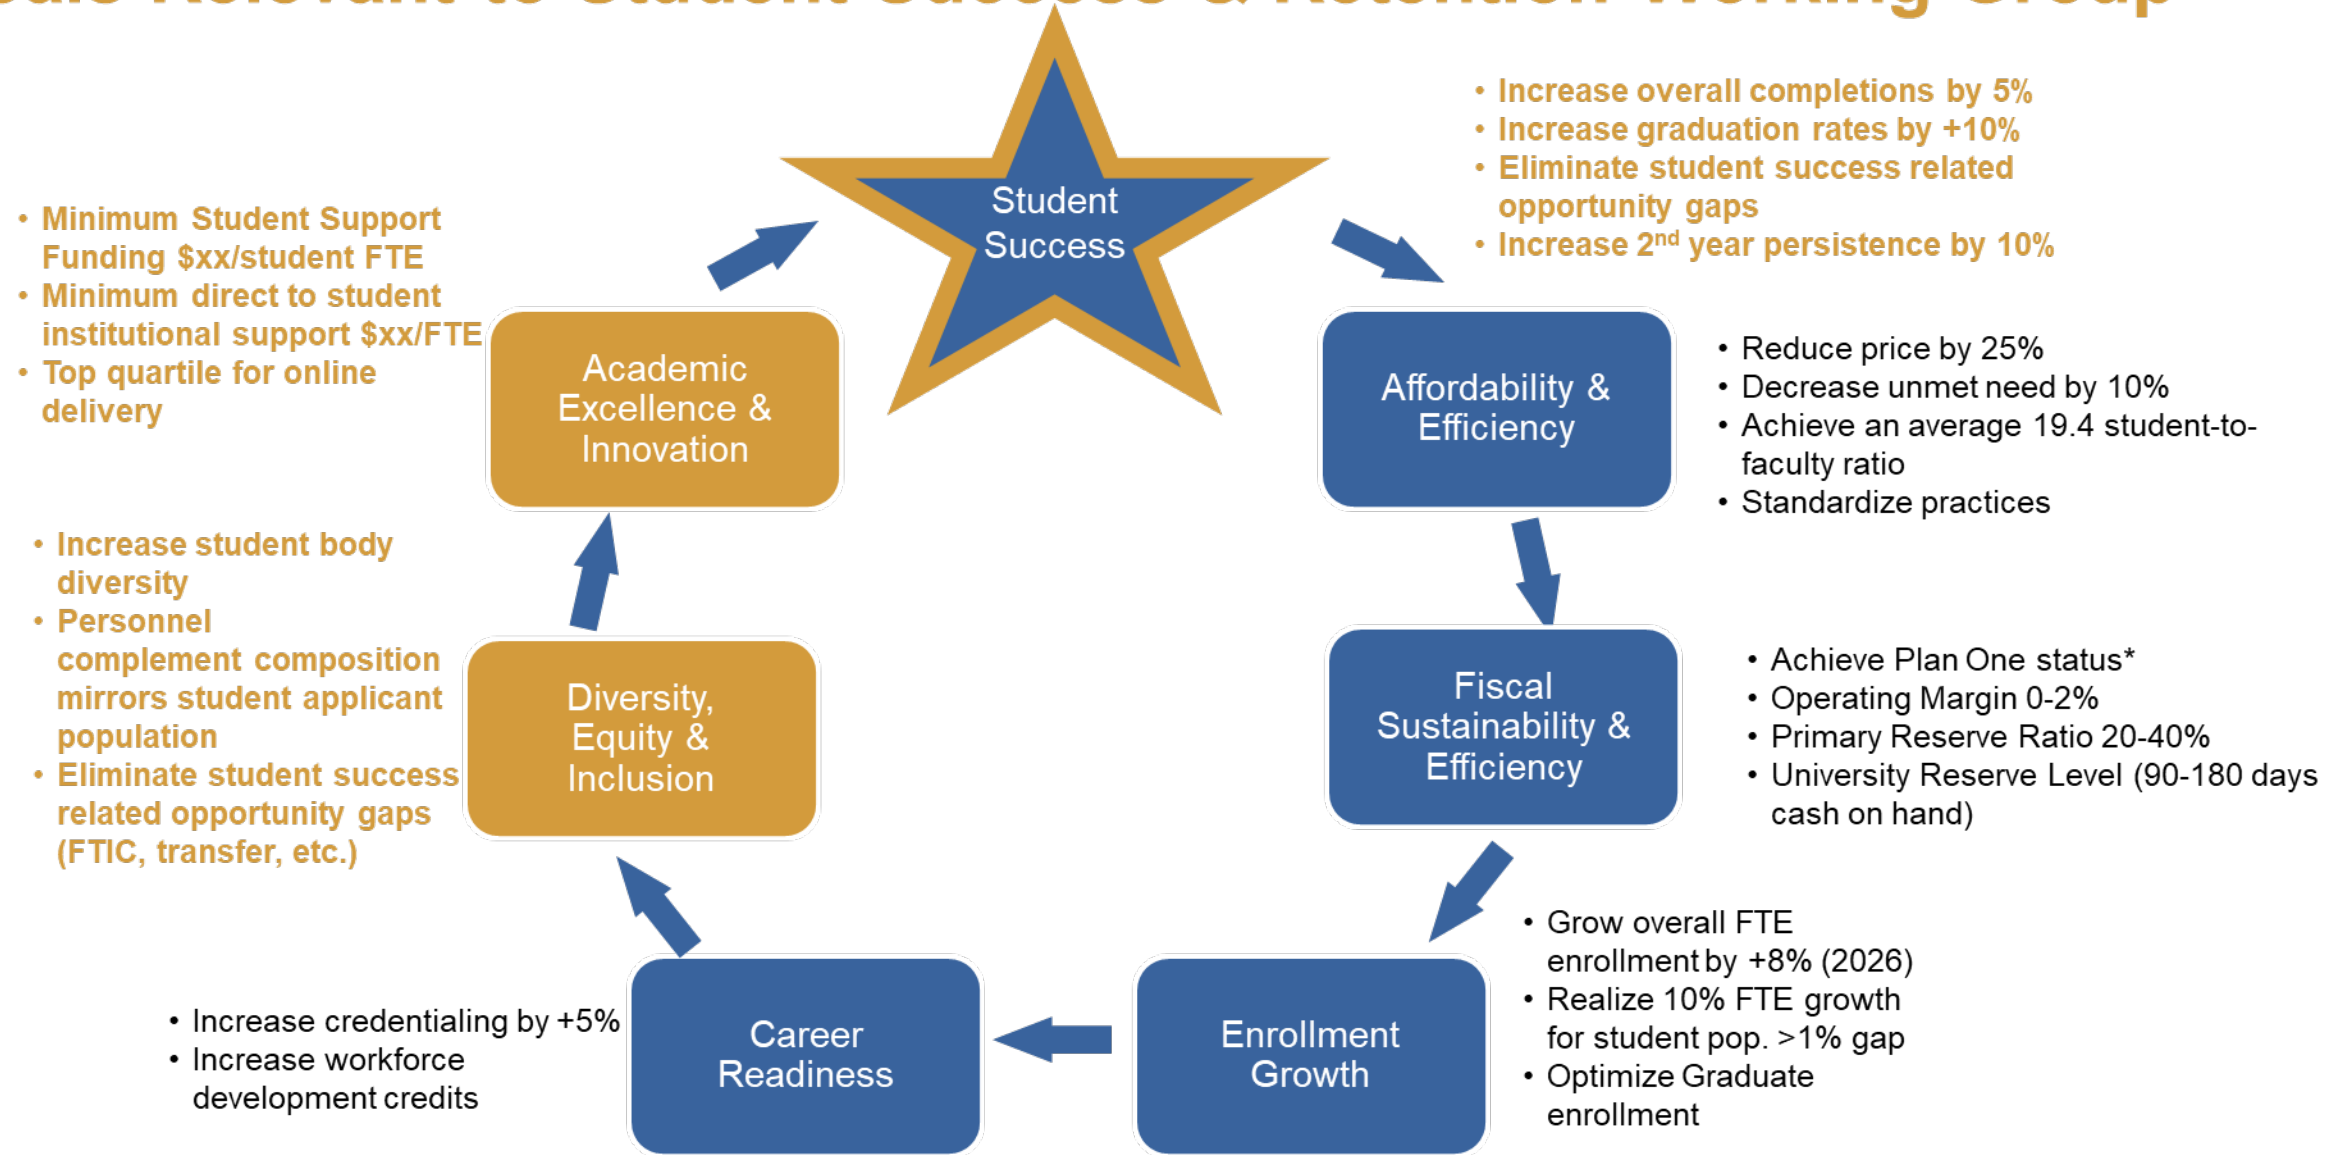 Relevant to Student Success & Retention Working Group
Student
Success
• Increase overall completions by 5%
• Increase graduation rates by +10%
• Eliminate student success related
opportunity gaps
• Increase 2nd year persistence by 10%
Affordability &
Efficiency
• Reduce price by 25%
• Decrease unmet need by 10%
• Achieve an average 19.4 student-to-
faculty ratio
• Standardize practices
Fiscal
Sustainability &
Efficiency
• Achieve Plan One status*
• Operating Margin 0-2%
• Primary Reserve Ratio 20-40%
• University Reserve Level (90-180 days
cash on hand)
Enrollment
Growth
• Grow overall FTE
enrollment by +8% (2026)
• Realize 10% FTE growth
for student pop. >1% gap
• Optimize Graduate
enrollment
Career
Readiness
• Increase credentialing by +5%
• Increase workforce
development credits
Diversity,
Equity &
Inclusion
• Increase student body
diversity
• Personnel
complement composition
mirrors student applicant
population
• Eliminate student success
related opportunity gaps
(FTIC, transfer, etc.)
Academic
Excellence &
Innovation
• Minimum Student Support
Funding $xx/student FTE
• Minimum direct to student
institutional support $xx/FTE
• Top quartile for online
delivery